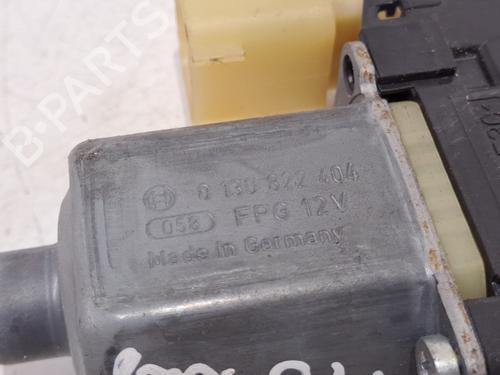 B-PARTS
0 130 822 404
058 FPG 12V
Made in Germany